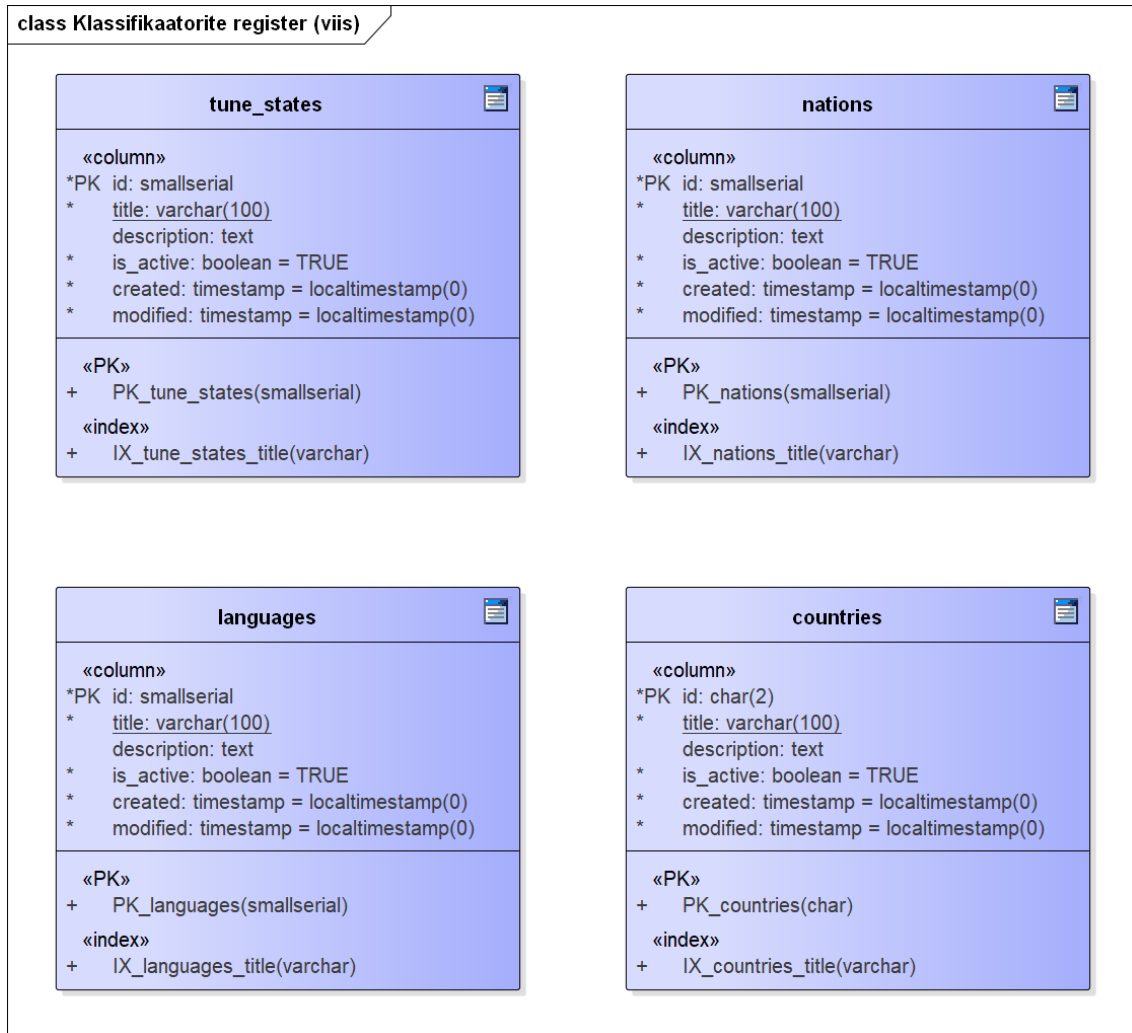 class Klassifikaatorite register (viis)
tune_states
«column»
*PK id: smallserial
* title: varchar(100)
description: text
* is_active: boolean = TRUE
* created: timestamp = localtimestamp(0)
* modified: timestamp = localtimestamp(0)
«PK»
+ PK_tune_states(smallserial)
«index»
+ IX_tune_states_title(varchar)
nations
«column»
*PK id: smallserial
* title: varchar(100)
description: text
* is_active: boolean = TRUE
* created: timestamp = localtimestamp(0)
* modified: timestamp = localtimestamp(0)
«PK»
+ PK_nations(smallserial)
«index»
+ IX_nations_title(varchar)
languages
«column»
*PK id: smallserial
* title: varchar(100)
description: text
* is_active: boolean = TRUE
* created: timestamp = localtimestamp(0)
* modified: timestamp = localtimestamp(0)
«PK»
+ PK_languages(smallserial)
«index»
+ IX_languages_title(varchar)
countries
«column»
*PK id: char(2)
* title: varchar(100)
description: text
* is_active: boolean = TRUE
* created: timestamp = localtimestamp(0)
* modified: timestamp = localtimestamp(0)
«PK»
+ PK_countries(char)
«index»
+ IX_countries_title(varchar)